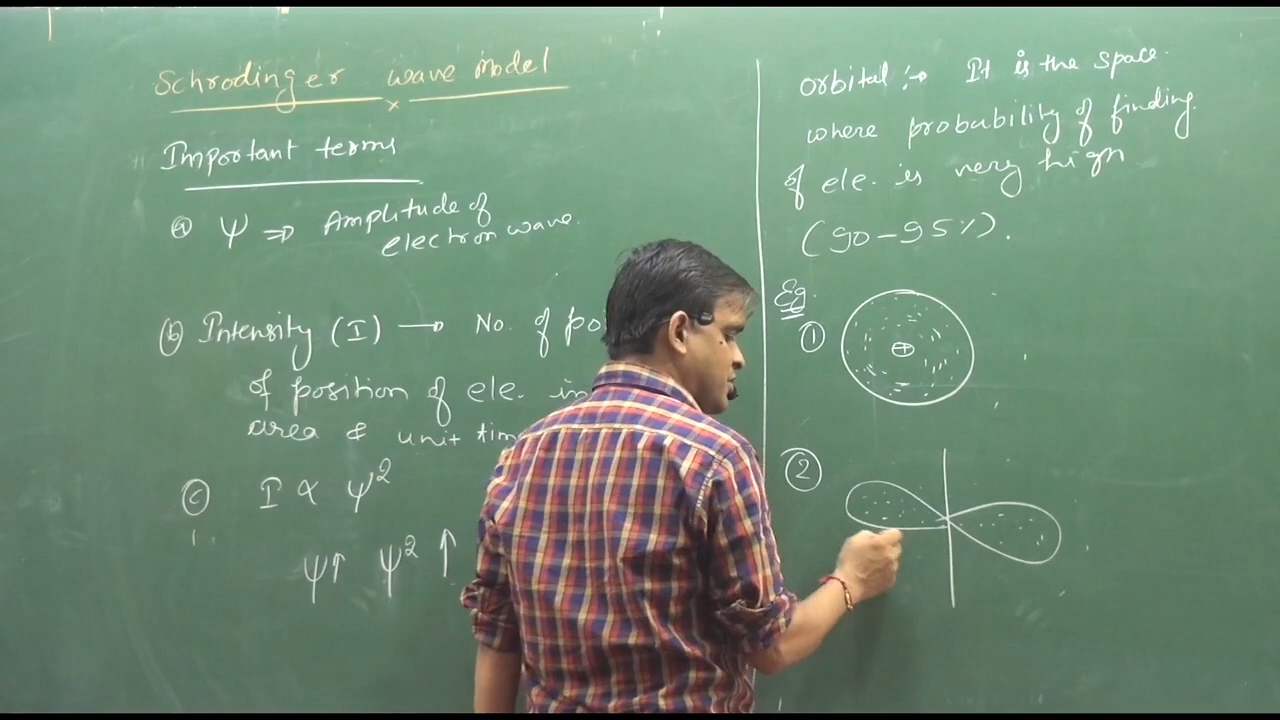 Schrodinger wave model
Important terms
ⓐ ψ ⇒ Amplitude of
electron wave.
ⓑ Intensity (I) → No. of
of position of ele. in
area & unit
ⓒ I ∝ ψ²
ψ↑ ψ² ↑
orbital :→ It is the space
where probability of finding
of ele. is very high.
(90-95%).
Eg.
①
+
②